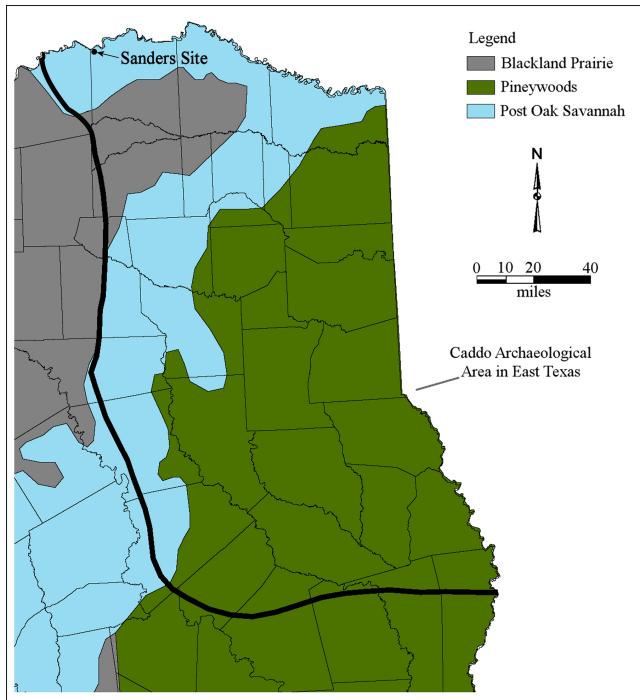 Sanders Site
Legend
Blackland Prairie
Pineywoods
Post Oak Savannah
N
0 10 20 40
miles
Caddo Archaeological
Area in East Texas